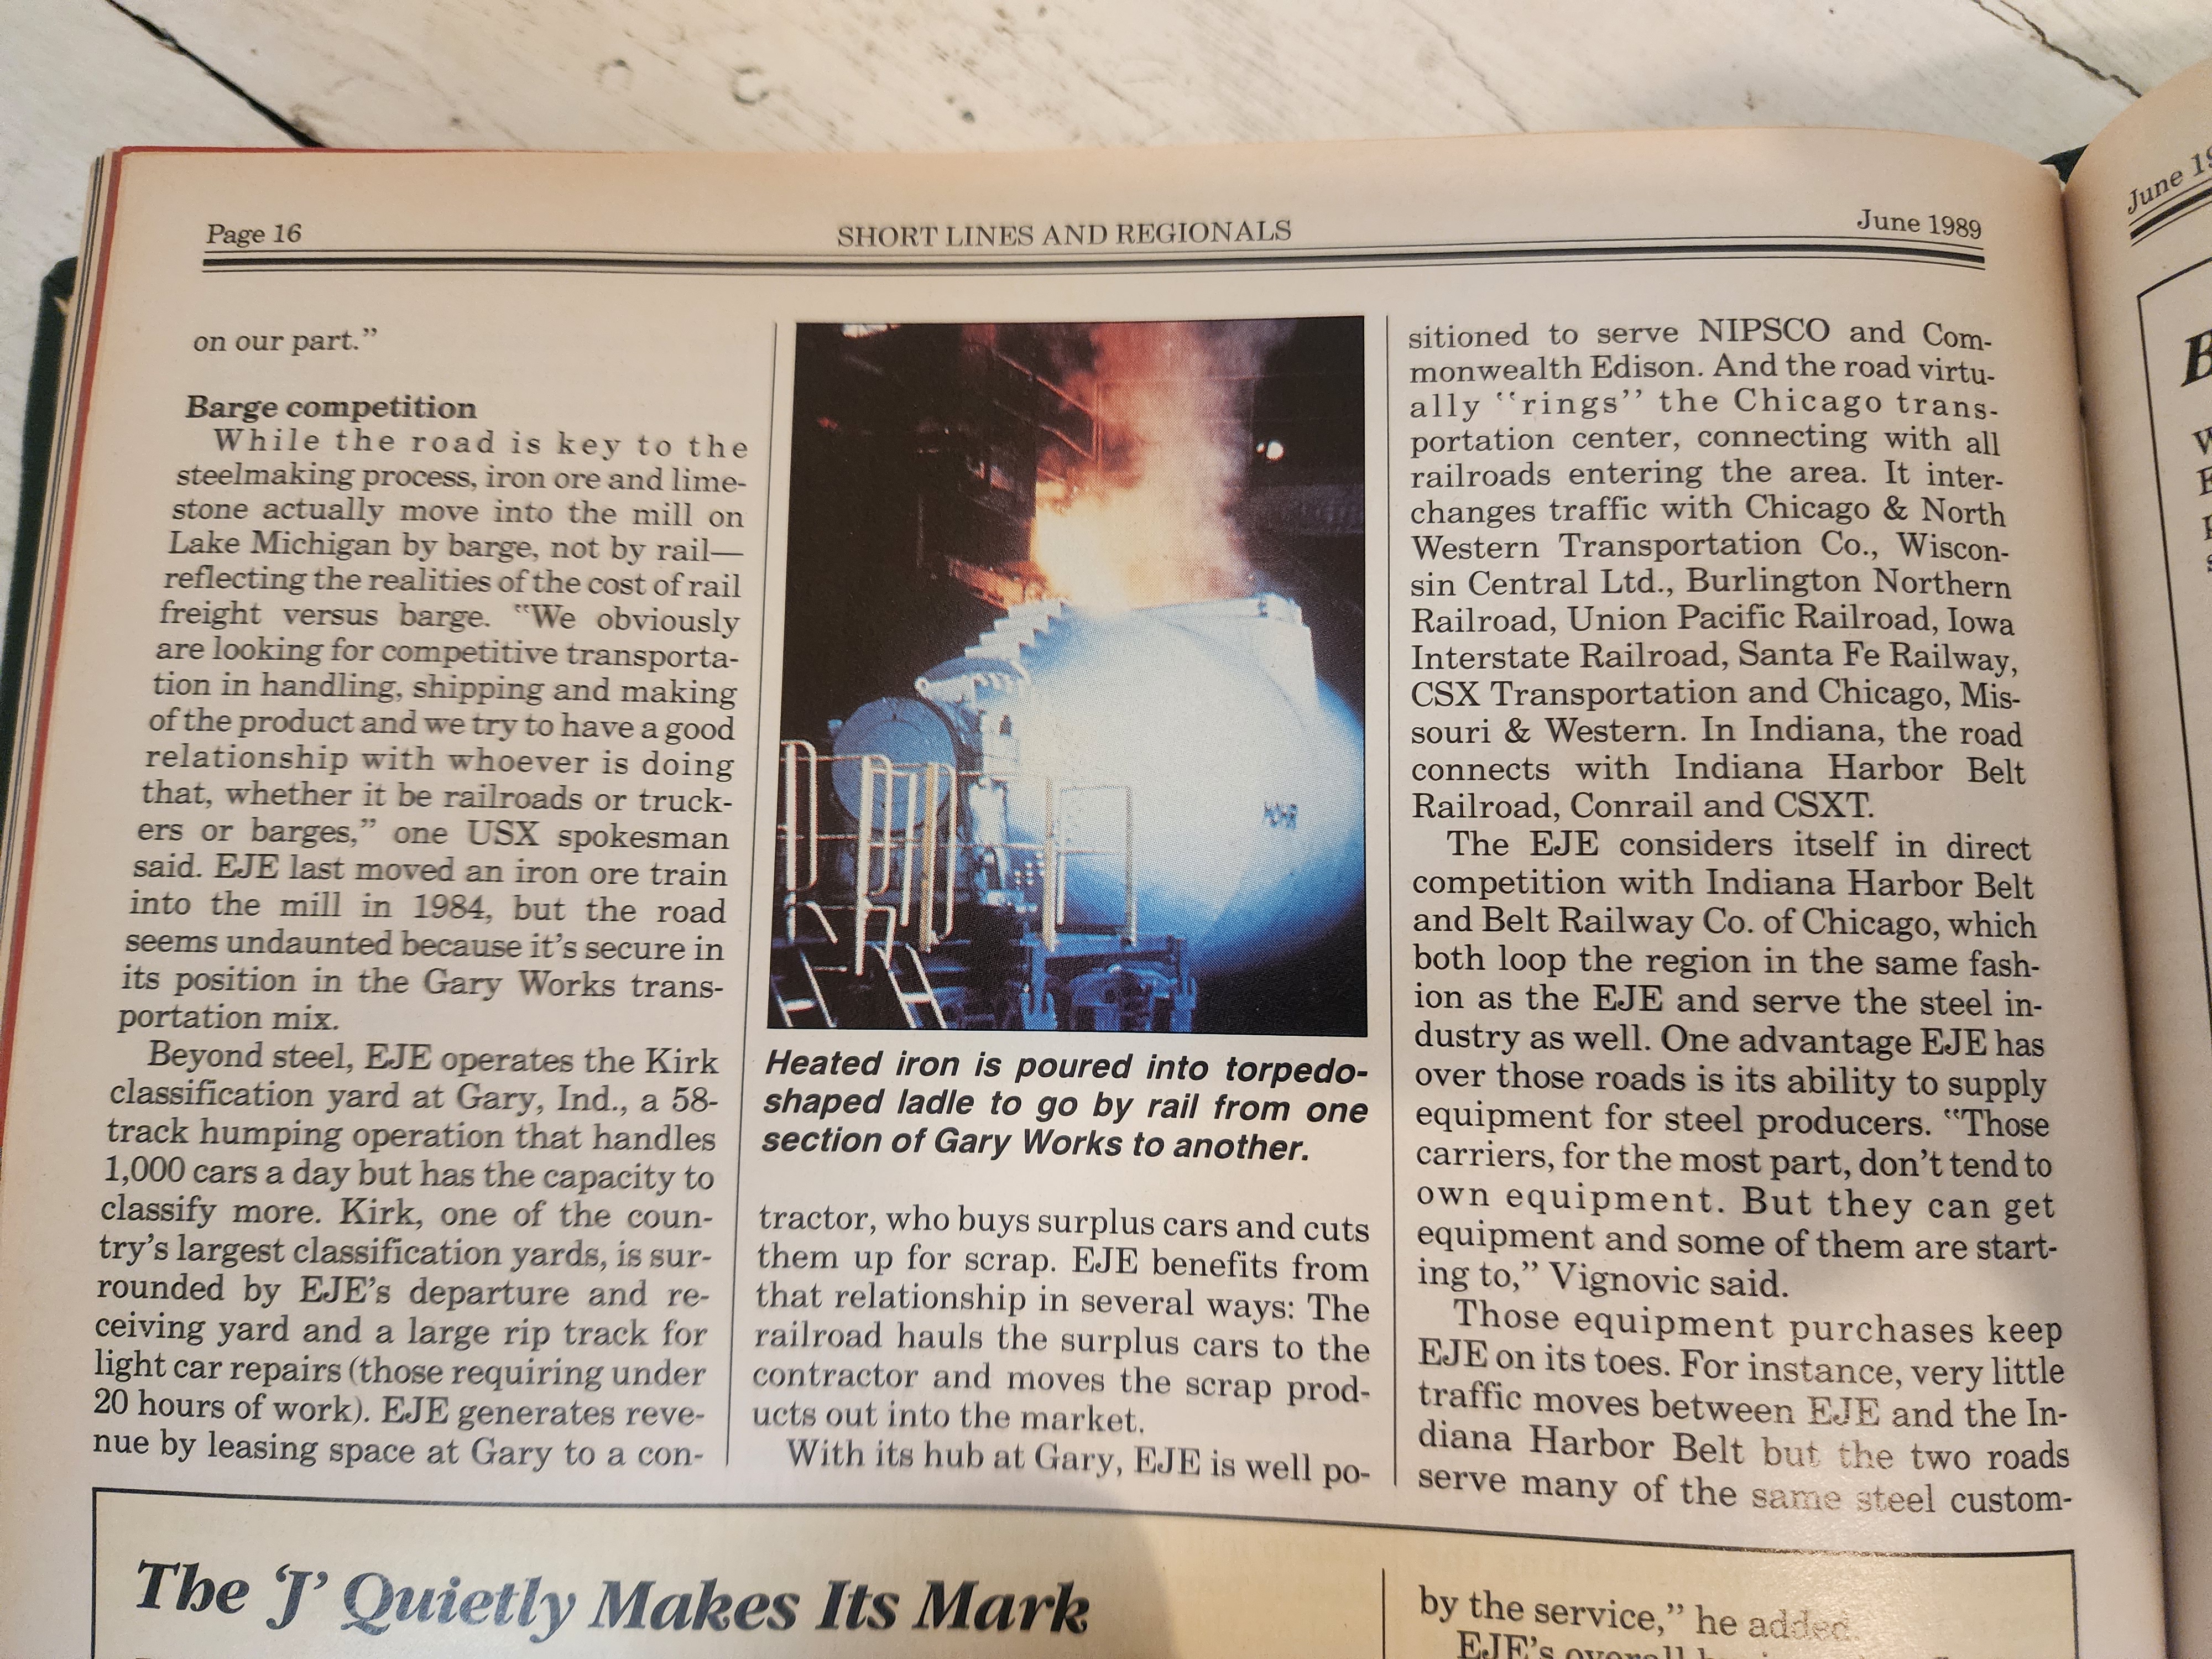 Page 16
SHORT LINES AND REGIONALS
June 1989
on our part.”
Barge competition
While the road is key to the
steelmaking process, iron ore and lime-
stone actually move into the mill on
Lake Michigan by barge, not by rail—
reflecting the realities of the cost of rail
freight versus barge. “We obviously
are looking for competitive transporta-
tion in handling, shipping and making
of the product and we try to have a good
relationship with whoever is doing
that, whether it be railroads or truck-
ers or barges,” one USX spokesman
said. EJE last moved an iron ore train
into the mill in 1984, but the road
seems undaunted because it’s secure in
its position in the Gary Works trans-
portation mix.
Beyond steel, EJE operates the Kirk
classification yard at Gary, Ind., a 58-
track humping operation that handles
1,000 cars a day but has the capacity to
classify more. Kirk, one of the coun-
try’s largest classification yards, is sur-
rounded by EJE’s departure and re-
ceiving yard and a large rip track for
light car repairs (those requiring under
20 hours of work). EJE generates reve-
nue by leasing space at Gary to a con-
MOHR
Heated iron is poured into torpedo-
shaped ladle to go by rail from one
section of Gary Works to another.
tractor, who buys surplus cars and cuts
them up for scrap. EJE benefits from
that relationship in several ways: The
railroad hauls the surplus cars to the
contractor and moves the scrap prod-
ucts out into the market.
With its hub at Gary, EJE is well po-
sitioned to serve NIPSCO and Com-
monwealth Edison. And the road virtu-
ally “rings” the Chicago trans-
portation center, connecting with all
railroads entering the area. It inter-
changes traffic with Chicago & North
Western Transportation Co., Wiscon-
sin Central Ltd., Burlington Northern
Railroad, Union Pacific Railroad, Iowa
Interstate Railroad, Santa Fe Railway,
CSX Transportation and Chicago, Mis-
souri & Western. In Indiana, the road
connects with Indiana Harbor Belt
Railroad, Conrail and CSXT.
The EJE considers itself in direct
competition with Indiana Harbor Belt
and Belt Railway Co. of Chicago, which
both loop the region in the same fash-
ion as the EJE and serve the steel in-
dustry as well. One advantage EJE has
over those roads is its ability to supply
equipment for steel producers. “Those
carriers, for the most part, don’t tend to
own equipment. But they can get
equipment and some of them are start-
ing to,” Vignovic said.
Those equipment purchases keep
EJE on its toes. For instance, very little
traffic moves between EJE and the In-
diana Harbor Belt but the two roads
serve many of the same steel custom-
The ‘J’ Quietly Makes Its Mark
by the service,” he added.
EJE’s overall
June 19